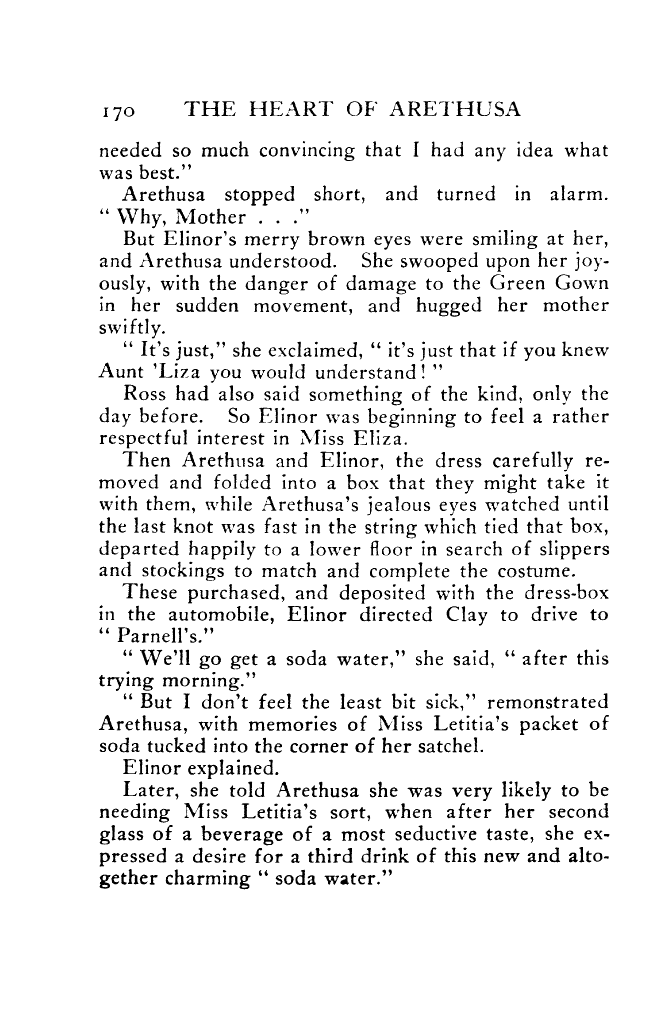 170 THE HEART OF ARETHUSA
needed so much convincing that I had any idea what
was best."
Arethusa stopped short, and turned in alarm.
" Why, Mother . . ."
But Elinor's merry brown eyes were smiling at her,
and Arethusa understood. She swooped upon her joy-
ously, with the danger of damage to the Green Gown
in her sudden movement, and hugged her mother
swiftly.
" It's just," she exclaimed, " it's just that if you knew
Aunt 'Liza you would understand! "
Ross had also said something of the kind, only the
day before. So Elinor was beginning to feel a rather
respectful interest in Miss Eliza.
Then Arethusa and Elinor, the dress carefully re-
moved and folded into a box that they might take it
with them, while Arethusa's jealous eyes watched until
the last knot was fast in the string which tied that box,
departed happily to a lower floor in search of slippers
and stockings to match and complete the costume.
These purchased, and deposited with the dress-box
in the automobile, Elinor directed Clay to drive to
" Parnell's."
" We'll go get a soda water," she said, " after this
trying morning."
" But I don't feel the least bit sick," remonstrated
Arethusa, with memories of Miss Letitia's packet of
soda tucked into the corner of her satchel.
Elinor explained.
Later, she told Arethusa she was very likely to be
needing Miss Letitia's sort, when after her second
glass of a beverage of a most seductive taste, she ex-
pressed a desire for a third drink of this new and alto-
gether charming " soda water."